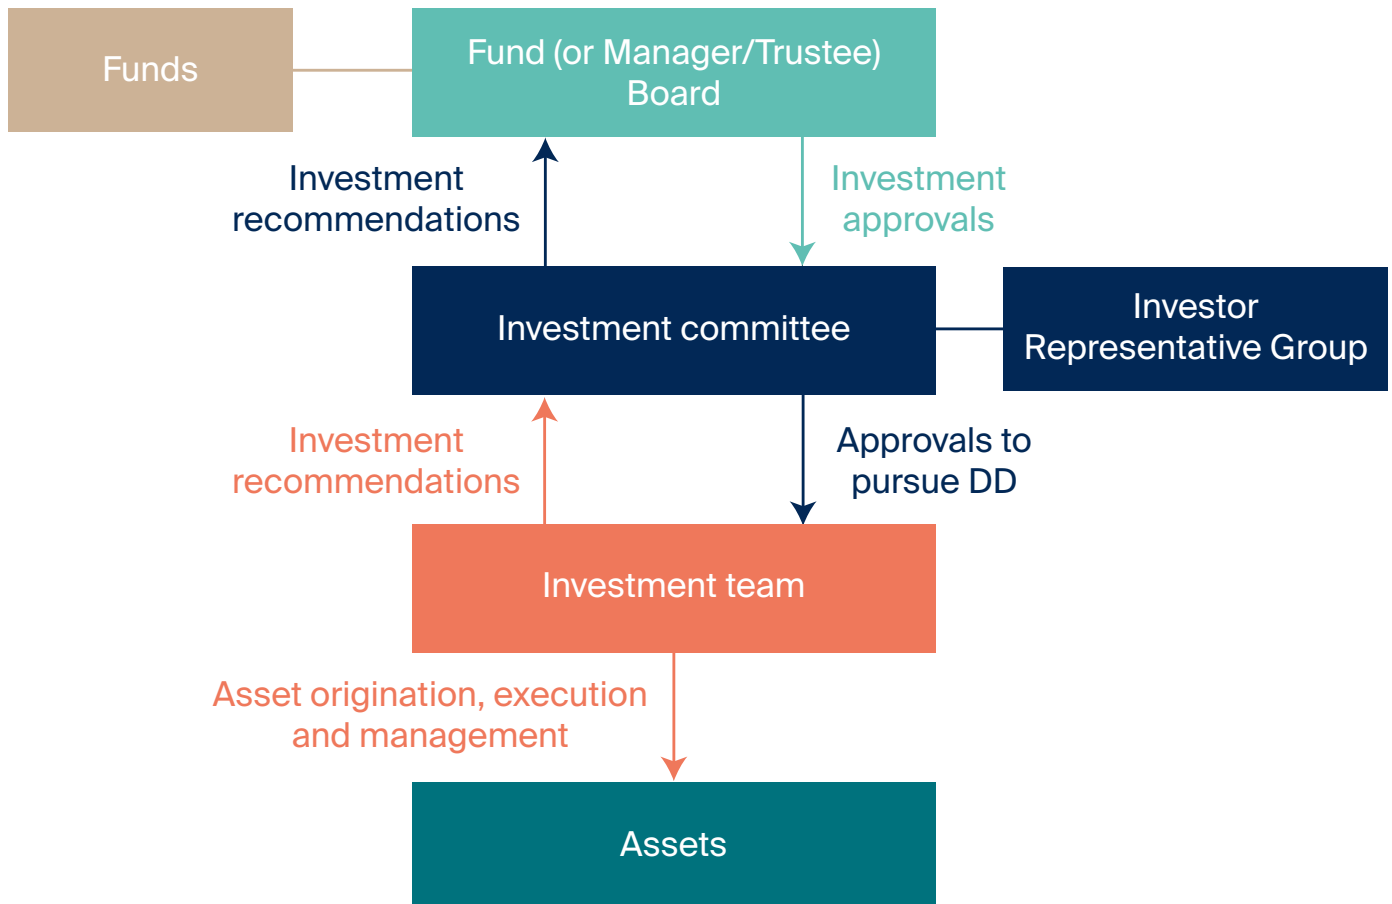 Funds
Fund (or Manager/Trustee)
Board
Investment
recommendations
Investment
approvals
Investment committee
Investor
Representative Group
Investment
recommendations
Approvals to
pursue DD
Investment team
Asset origination, execution
and management
Assets